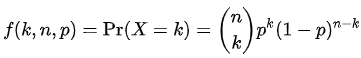 f(k, n, p) = Pr(X = k) = \binom{n}{k} p^k (1 − p)^{n−k}